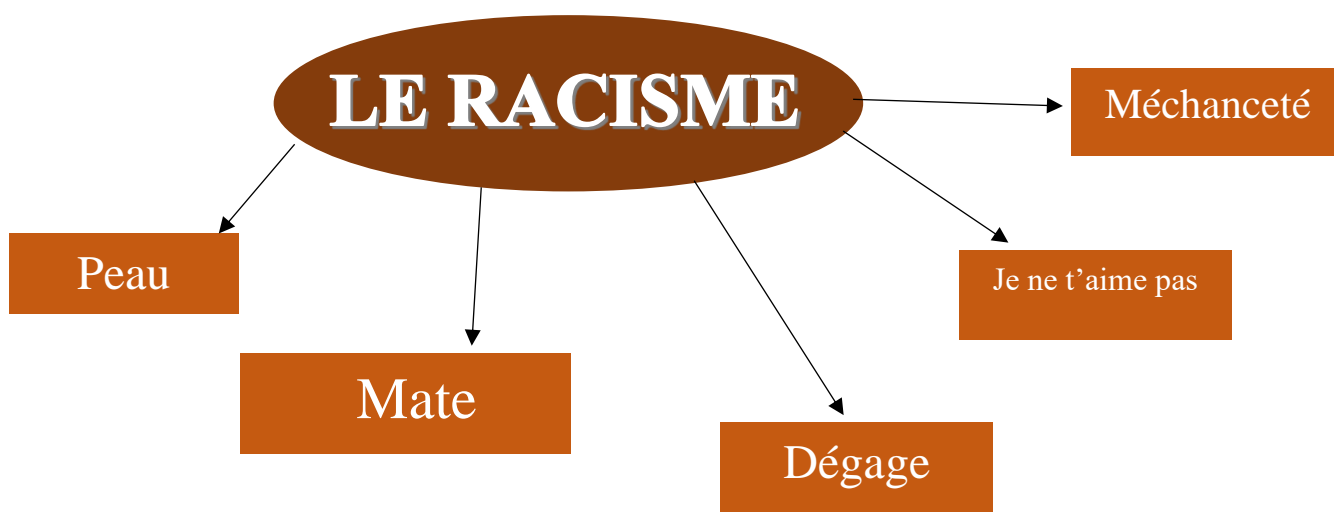 LE RACISME
Méchanceté
Peau
Je ne t’aime pas
Mate
Dégage